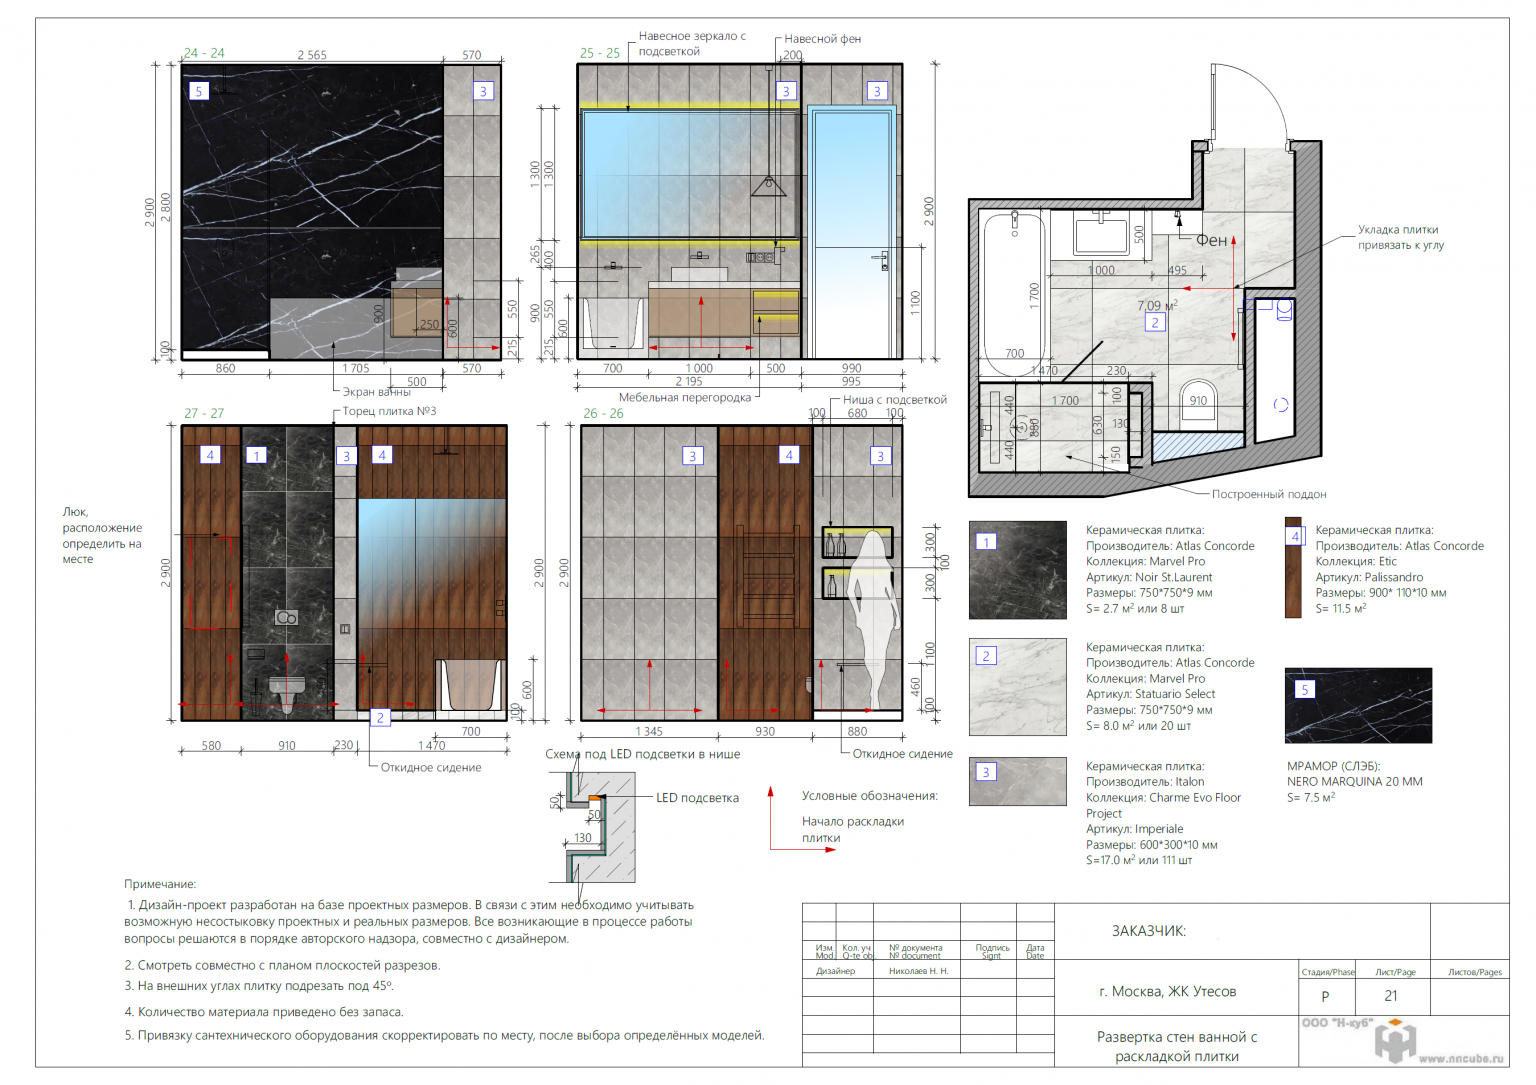 24 - 24
2 565
570
5
3
2 900
2 800
100
900
250
600
550
215
860
1 705
570
500
Экран ванны
Навесное зеркало с
подсветкой
Навесной фен
25 - 25
200
3
3
1 300
1 300
265
400
900
550
215
600
2 900
1 100
700
1 000
500
990
2 195
995
Мебельная перегородка
Фен
Укладка плитки
привязать к углу
500
1 000
495
1 700
7,09 м²
2
700
1 470
230
1 700
910
440
440
880
630
100
130
150
Построенный поддон
27 - 27
Торец плитка №3
4
1
3
4
Люк,
расположение
определить на
месте
2 900
2 900
600
100
2
700
580
910
230
1 470
Откидное сидение
26 - 26
Ниша с подсветкой
100
680
100
3
4
3
2 900
300
100
300
1 100
460
100
1 345
930
880
Откидное сидение
Схема под LED подсветки в нише
LED подсветка
50
50
130
Условные обозначения:
Начало раскладки
плитки
1
Керамическая плитка:
Производитель: Atlas Concorde
Коллекция: Marvel Pro
Артикул: Noir St.Laurent
Размеры: 750*750*9 мм
S= 2.7 м² или 8 шт
4
Керамическая плитка:
Производитель: Atlas Concorde
Коллекция: Etic
Артикул: Palissandro
Размеры: 900* 110*10 мм
S= 11.5 м²
2
Керамическая плитка:
Производитель: Atlas Concorde
Коллекция: Marvel Pro
Артикул: Statuario Select
Размеры: 750*750*9 мм
S= 8.0 м² или 20 шт
5
МРАМОР (СЛЭБ):
NERO MARQUINA 20 ММ
S= 7.5 м²
3
Керамическая плитка:
Производитель: Italon
Коллекция: Charme Evo Floor
Project
Артикул: Imperiale
Размеры: 600*300*10 мм
S=17.0 м² или 111 шт
Примечание:
1. Дизайн-проект разработан на базе проектных размеров. В связи с этим необходимо учитывать
возможную несостыковку проектных и реальных размеров. Все возникающие в процессе работы
вопросы решаются в порядке авторского надзора, совместно с дизайнером.
2. Смотреть совместно с планом плоскостей разрезов.
3. На внешних углах плитку подрезать под 45º.
4. Количество материала приведено без запаса.
5. Привязку сантехнического оборудования скорректировать по месту, после выбора определённых моделей.
Изм. Кол. уч № документа Подпись Дата
Mod. Q-te obj. № document Signt Date
Дизайнер Николаев Н. Н.
ЗАКАЗЧИК:
г. Москва, ЖК Утесов
Стадия/Phase Лист/Page Листов/Pages
Р 21
Развертка стен ванной с
раскладкой плитки
ООО "Н-куб"
www.nncube.ru